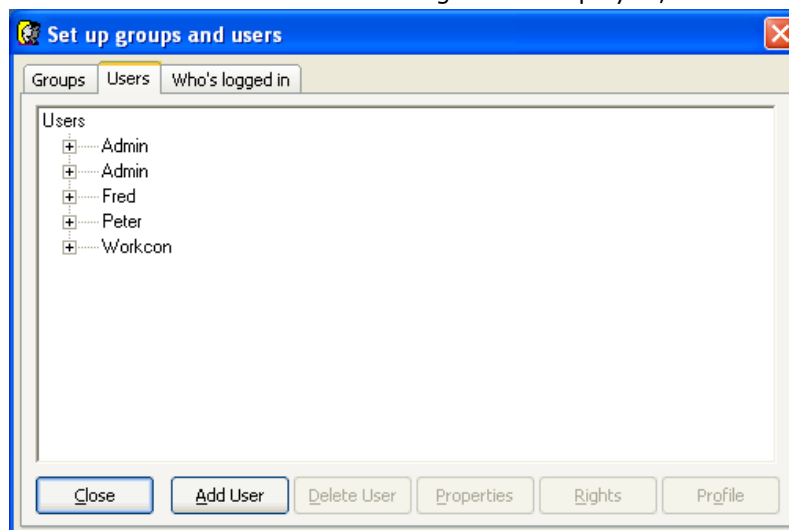 Set up groups and users
Groups Users Who's logged in
Users
Admin
Admin
Fred
Peter
Workcon
Close Add User Delete User Properties Rights Profile